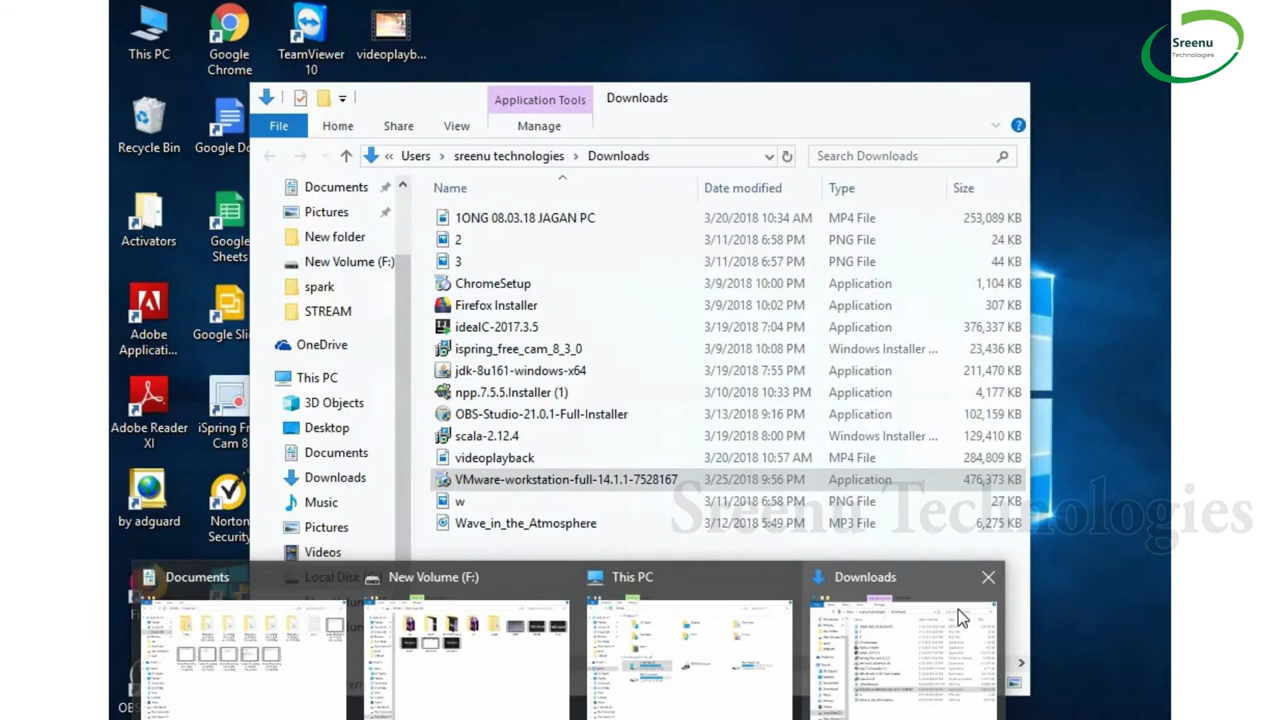 This PC
Google
Chrome
TeamViewer
10
videoplayb...
Sreenu
Technologies
Recycle Bin
Google Do
Activators
Google
Sheets
Adobe
Applicati...
Google Sli
Adobe Reader
XI
iSpring Fr
Cam 8
by adguard
Norton
Security
OBS
Application Tools
Downloads
File
Home
Share
View
Manage
« Users › sreenu technologies › Downloads
Search Downloads
Documents
Pictures
New folder
New Volume (F:)
spark
STREAM
OneDrive
This PC
3D Objects
Desktop
Documents
Downloads
Music
Pictures
Videos
Local Disk
Name Date modified Type Size
1ONG 08.03.18 JAGAN PC 3/20/2018 10:34 AM MP4 File 253,089 KB
2 3/11/2018 6:58 PM PNG File 24 KB
3 3/11/2018 6:57 PM PNG File 44 KB
ChromeSetup 3/9/2018 10:00 PM Application 1,104 KB
Firefox Installer 3/9/2018 10:02 PM Application 307 KB
ideaIC-2017.3.5 3/19/2018 7:04 PM Application 376,337 KB
ispring_free_cam_8_3_0 3/9/2018 10:08 PM Windows Installer ... 23,436 KB
jdk-8u161-windows-x64 3/19/2018 7:55 PM Application 211,470 KB
npp.7.5.5.Installer (1) 3/10/2018 10:33 PM Application 4,177 KB
OBS-Studio-21.0.1-Full-Installer 3/13/2018 9:16 PM Application 102,159 KB
scala-2.12.4 3/19/2018 8:00 PM Windows Installer ... 129,410 KB
videoplayback 3/20/2018 10:57 AM MP4 File 284,809 KB
VMware-workstation-full-14.1.1-7528167 3/25/2018 9:56 PM Application 476,373 KB
w 3/11/2018 6:58 PM PNG File 27 KB
Wave_in_the_Atmosphere 3/12/2018 5:49 PM MP3 File 6,275 KB
Sreenu Technologies
Documents
New Volume (F:)
This PC
Downloads